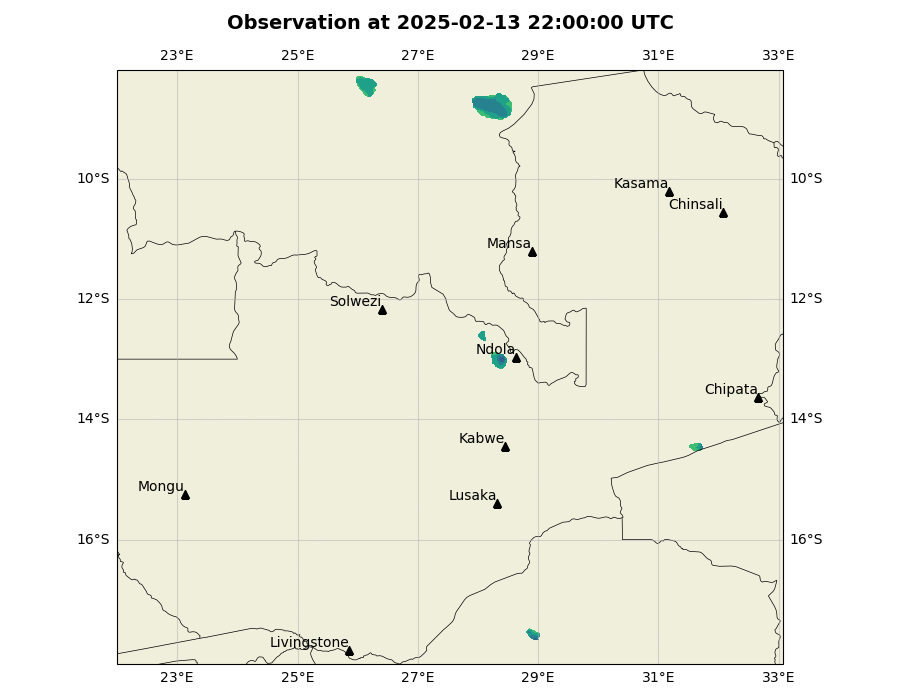 Observation at 2025-02-13 22:00:00 UTC
23°E 25°E 27°E 29°E 31°E 33°E
10°S 10°S
Kasama
Chinsali
Mansa
12°S 12°S
Solwezi
Ndola
Chipata
14°S 14°S
Kabwe
Mongu
Lusaka
16°S 16°S
Livingstone
23°E 25°E 27°E 29°E 31°E 33°E